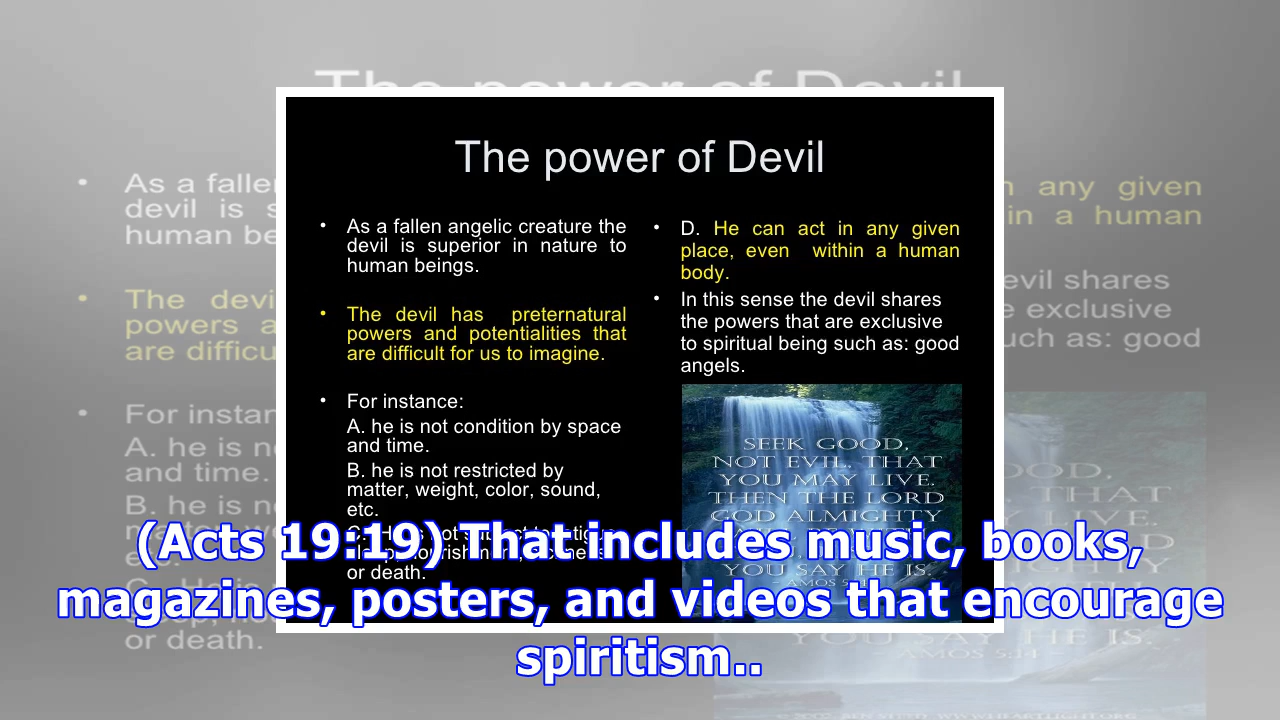 The power of Devil
• As a fallen angelic creature the
devil is superior in nature to
human beings.
• The devil has preternatural
powers and potentialities that
are difficult for us to imagine.
• For instance:
A. he is not condition by space
and time.
B. he is not restricted by
matter, weight, color, sound,
etc.
or death.
• D. He can act in any given
place, even within a human
body.
• In this sense the devil shares
the powers that are exclusive
to spiritual being such as: good
angels.
SEEK GOOD,
NOT EVIL, THAT
YOU MAY LIVE.
THEN THE LORD
GOD ALMIGHTY
YOU SAY HE IS.
AMOS 5:14
(Acts 19:19) That includes music, books,
magazines, posters, and videos that encourage
spiritism..